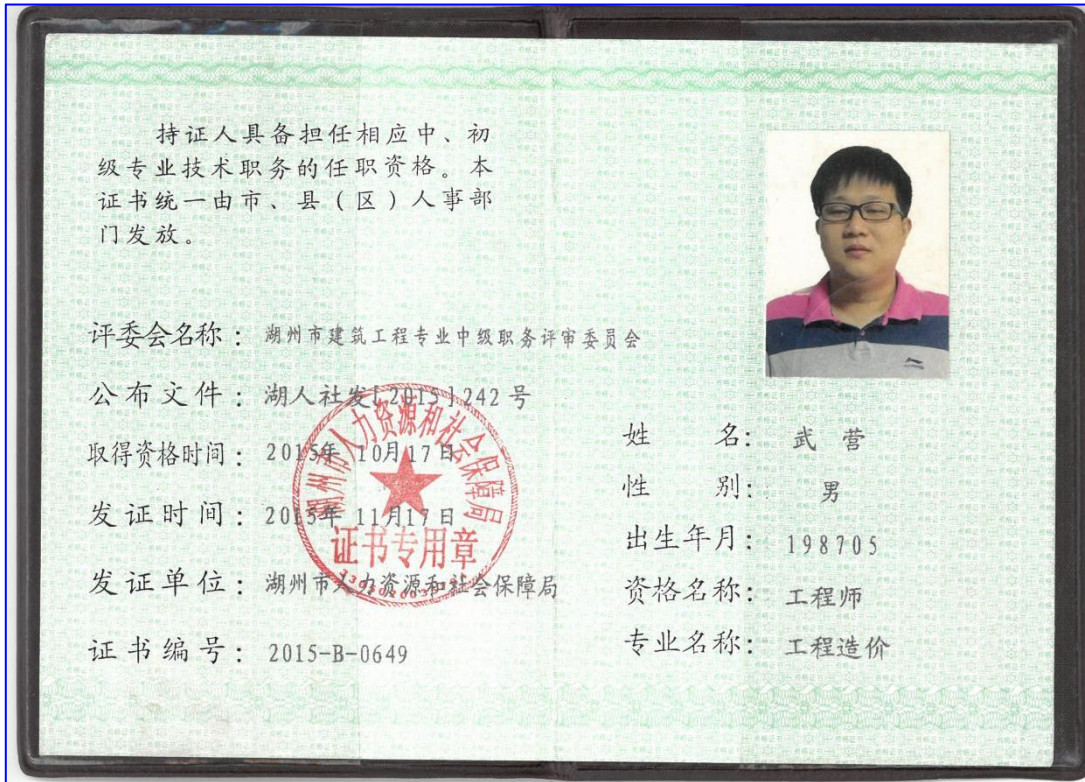 持证人具备担任相应中、初
级专业技术职务的任职资格。本
证书统一由市、县（区）人事部
门发放。
评委会名称：湖州市建筑工程专业中级职务评审委员会
公布文件：湖人社发[2015]242号
取得资格时间：2015年 10月17日
发证时间：2015年 11月17日
发证单位：湖州市人力资源和社会保障局
证书编号：2015-B-0649
湖州市人力资源和社会保障局
证书专用章
姓 名：武 营
性 别：男
出生年月：198705
资格名称：工程师
专业名称：工程造价